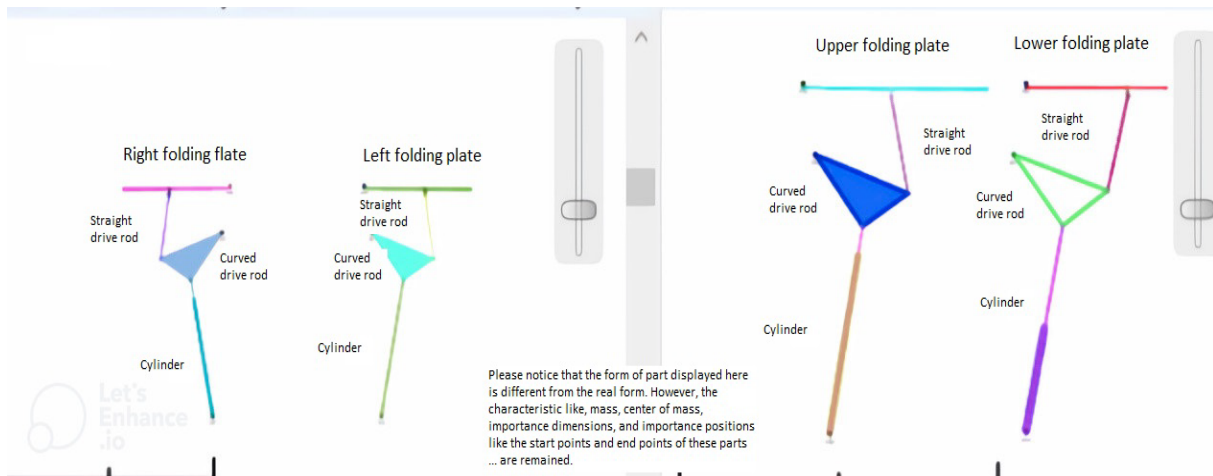 Upper folding plate
Lower folding plate
Straight
drive rod
Straight
drive rod
Curved
drive rod
Curved
drive rod
Cylinder
Cylinder
Right folding flate
Left folding plate
Straight
drive rod
Straight
drive rod
Curved
drive rod
Curved
drive rod
Cylinder
Cylinder
Please notice that the form of part displayed here
is different from the real form. However, the
characteristic like, mass, center of mass,
importance dimensions, and importance positions
like the start points and end points of these parts
... are remained.
Let's
Enhance
.io